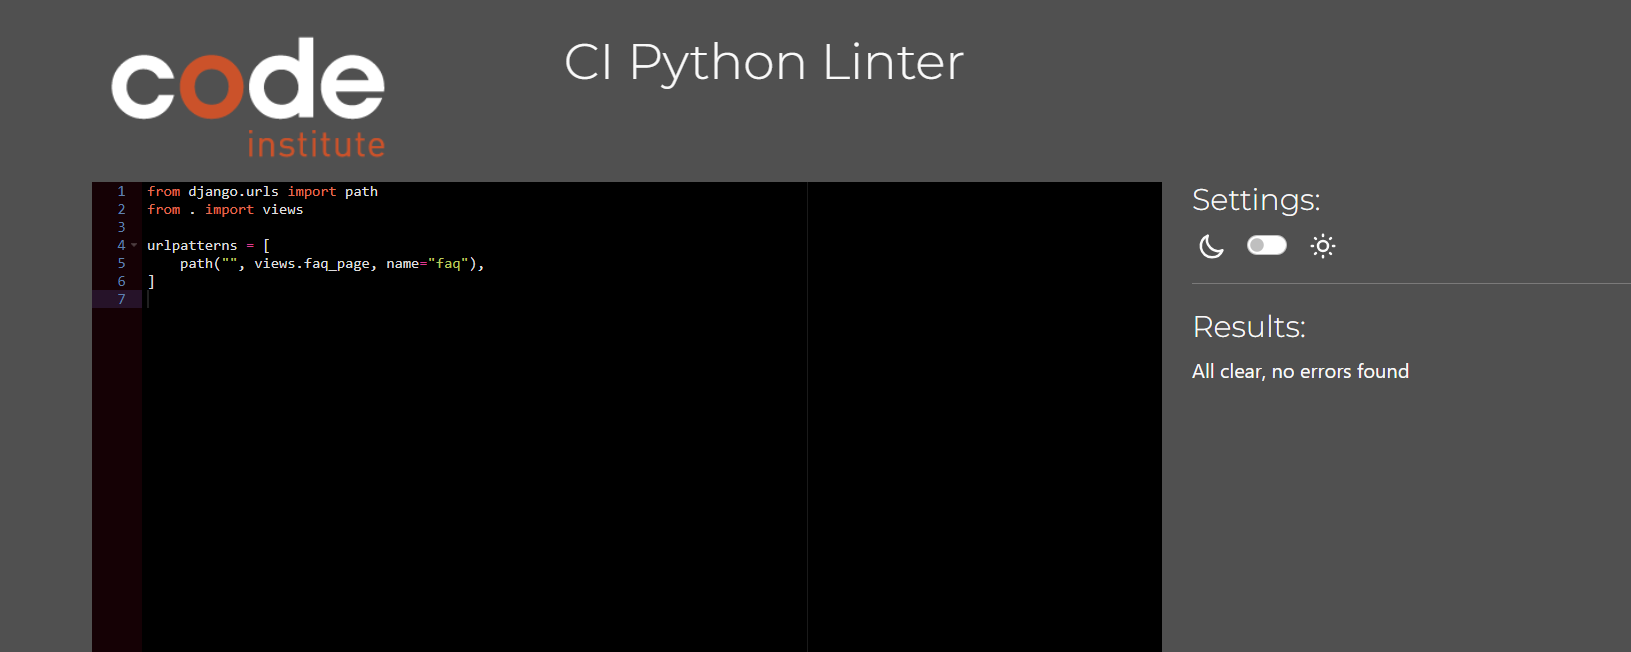 code
institute
CI Python Linter
1 from django.urls import path
2 from . import views
3
4 urlpatterns = [
5     path("", views.faq_page, name="faq"),
6 ]
7
Settings:
Results:
All clear, no errors found